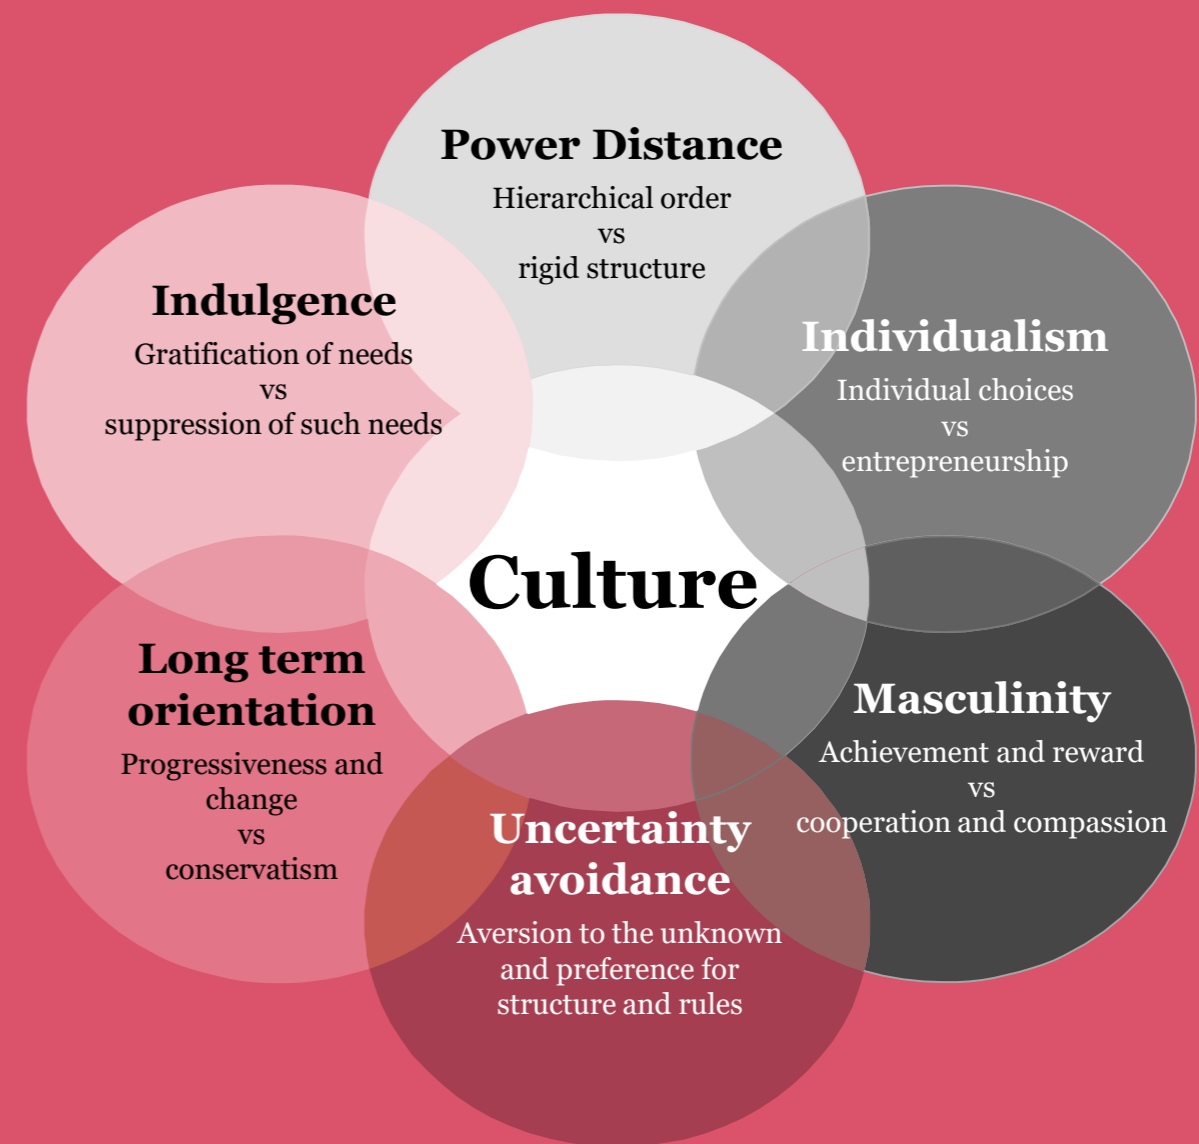 Power Distance
Hierarchical order
vs
rigid structure
Indulgence
Gratification of needs
vs
suppression of such needs
Individualism
Individual choices
vs
entrepreneurship
Culture
Long term
orientation
Progressiveness and
change
vs
conservatism
Masculinity
Achievement and reward
vs
cooperation and compassion
Uncertainty
avoidance
Aversion to the unknown
and preference for
structure and rules